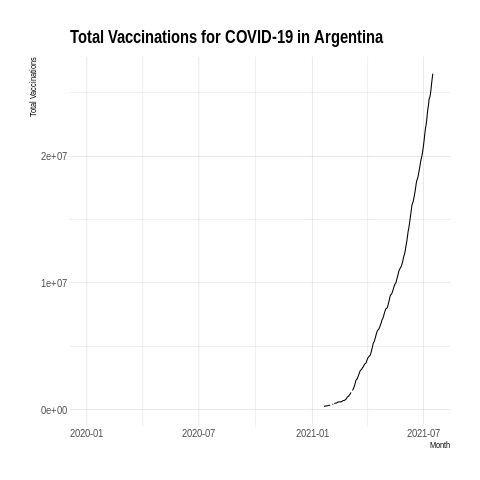 Total Vaccinations for COVID-19 in Argentina
Total Vaccinations
2e+07
1e+07
0e+00
2020-01 2020-07 2021-01 2021-07
Month